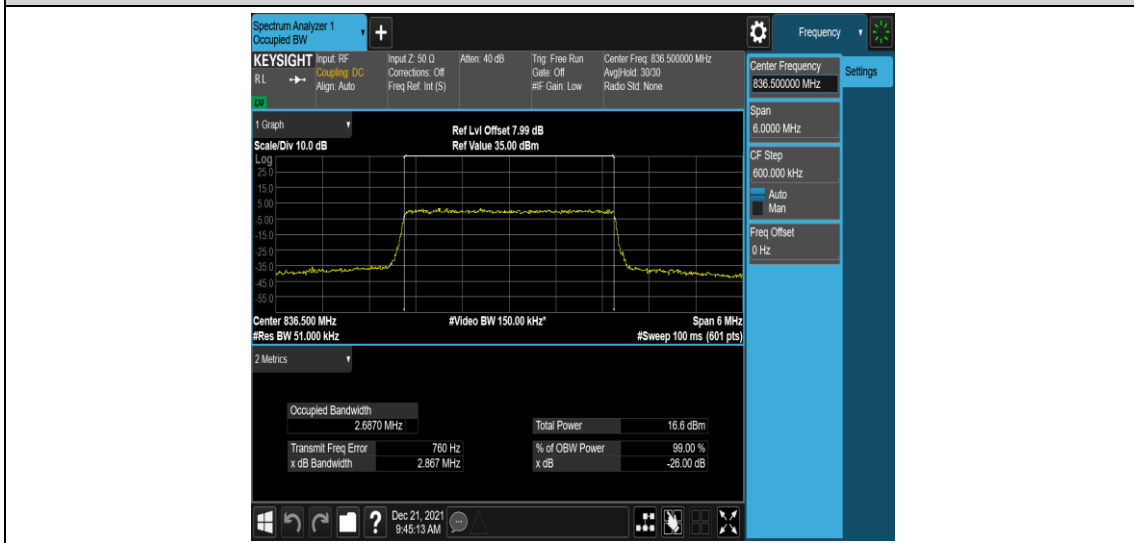 Spectrum Analyzer 1
Occupied BW
Frequency
KEYSIGHT
RL
LM
Input: RF
Coupling: DC
Align: Auto
Input Z: 50 Ω
Corrections: Off
Freq Ref: Int (S)
Atten: 40 dB
Trig: Free Run
Gate: Off
#IF Gain: Low
Center Freq: 836.500000 MHz
Avg|Hold: 30/30
Radio Std: None
Center Frequency
836.500000 MHz
Settings
Span
6.0000 MHz
CF Step
600.000 kHz
Auto
Man
Freq Offset
0 Hz
1 Graph
Scale/Div 10.0 dB
Ref Lvl Offset 7.99 dB
Ref Value 35.00 dBm
Log
25.0
15.0
5.00
-5.00
-15.0
-25.0
-35.0
-45.0
-55.0
Center 836.500 MHz
#Video BW 150.00 kHz*
Span 6 MHz
#Res BW 51.000 kHz
#Sweep 100 ms (601 pts)
2 Metrics
Occupied Bandwidth
2.6870 MHz
Total Power 16.6 dBm
Transmit Freq Error 760 Hz
% of OBW Power 99.00 %
x dB Bandwidth 2.867 MHz
x dB -26.00 dB
?
Dec 21, 2021
9:45:13 AM